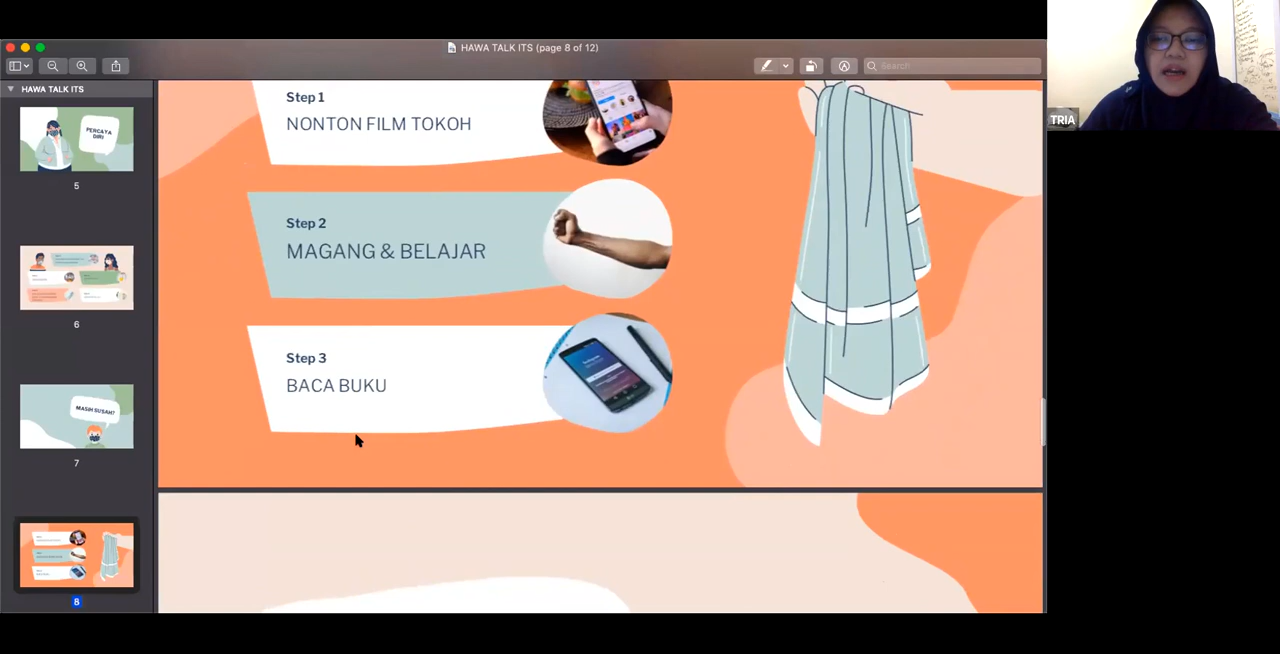 HAWA TALK ITS (page 8 of 12)
Search
HAWA TALK ITS
PERCAYA
DIRI
5
6
MASIH SUSAH?
7
8
Step 1
NONTON FILM TOKOH
Step 2
MAGANG & BELAJAR
Step 3
BACA BUKU
TRIA